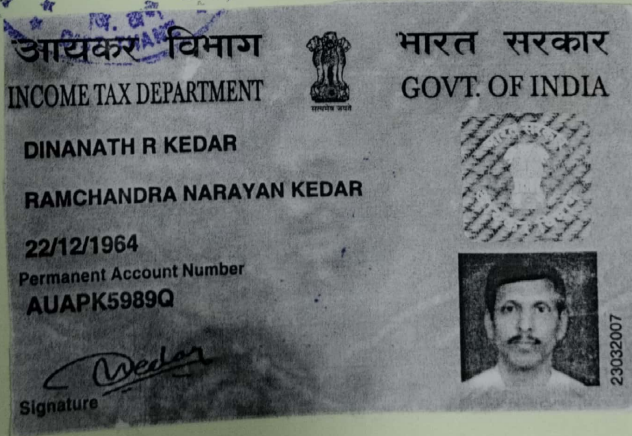 आयकर विभाग
भारत सरकार
INCOME TAX DEPARTMENT
GOVT. OF INDIA
सत्यमेव जयते
DINANATH R KEDAR
RAMCHANDRA NARAYAN KEDAR
22/12/1964
Permanent Account Number
AUAPK5989Q
Kedar
Signature
23032007